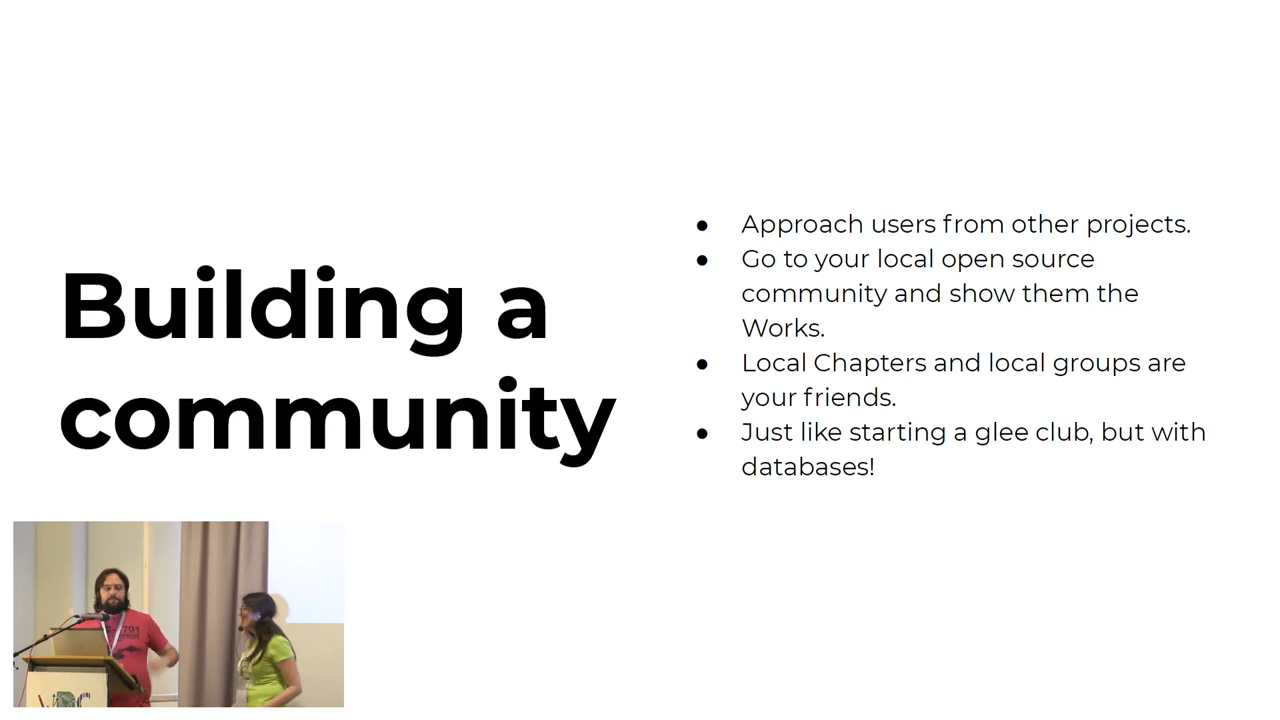 Building a
community
● Approach users from other projects.
● Go to your local open source
community and show them the
Works.
● Local Chapters and local groups are
your friends.
● Just like starting a glee club, but with
databases!